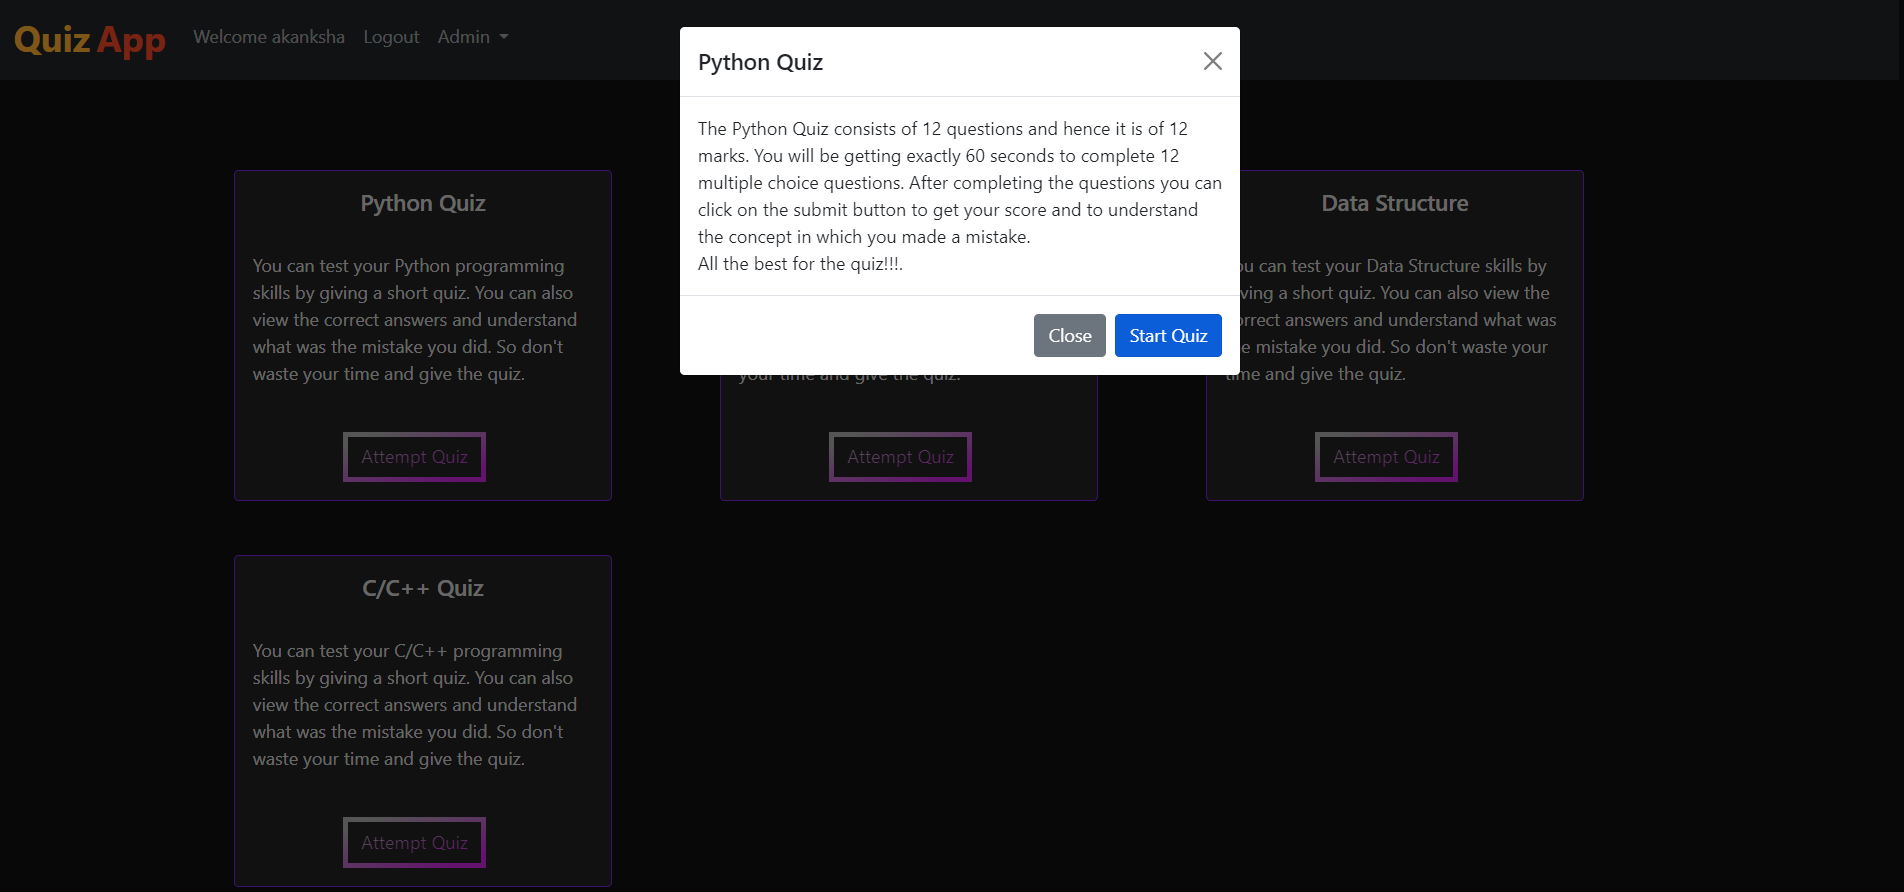 Quiz App
Welcome akanksha
Logout
Admin
Python Quiz
The Python Quiz consists of 12 questions and hence it is of 12
marks. You will be getting exactly 60 seconds to complete 12
multiple choice questions. After completing the questions you can
click on the submit button to get your score and to understand
the concept in which you made a mistake.
All the best for the quiz!!!.
Close
Start Quiz
Python Quiz
You can test your Python programming
skills by giving a short quiz. You can also
view the correct answers and understand
what was the mistake you did. So don't
waste your time and give the quiz.
Attempt Quiz
your time and give the quiz.
Attempt Quiz
Data Structure
can test your Data Structure skills by
a short quiz. You can also view the
answers and understand what was
mistake you did. So don't waste your
and give the quiz.
Attempt Quiz
C/C++ Quiz
You can test your C/C++ programming
skills by giving a short quiz. You can also
view the correct answers and understand
what was the mistake you did. So don't
waste your time and give the quiz.
Attempt Quiz